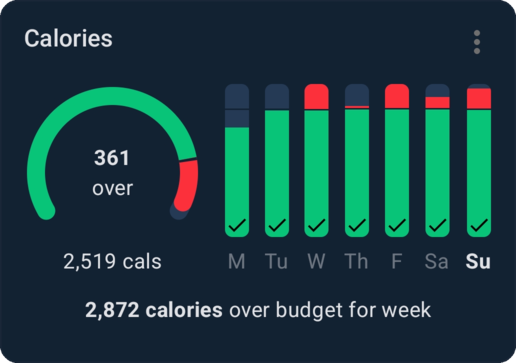 Calories
361
over
2,519 cals
M Tu W Th F Sa Su
2,872 calories over budget for week